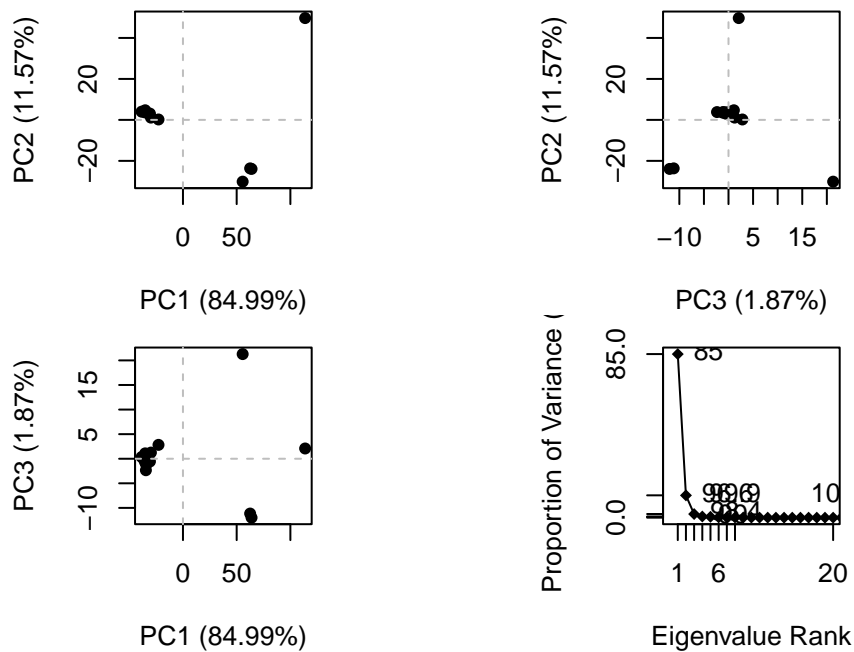 PC2 (11.57%)
20
−20
0 50
PC1 (84.99%)
PC2 (11.57%)
20
−20
−10 5 15
PC3 (1.87%)
PC3 (1.87%)
15
5
−10
0 50
PC1 (84.99%)
Proportion of Variance (
85.0
0.0
85
10
1 6 20
Eigenvalue Rank